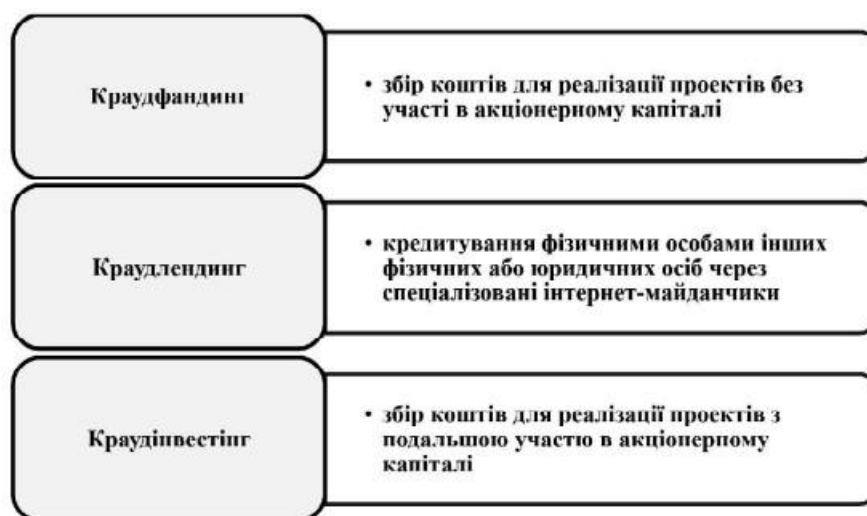 Краудфандинг
• збір коштів для реалізації проектів без
участі в акціонерному капіталі
Краудлендинг
• кредитування фізичними особами інших
фізичних або юридичних осіб через
спеціалізовані інтернет-майданчики
Краудінвестінг
• збір коштів для реалізації проектів з
подальшою участю в акціонерному
капіталі